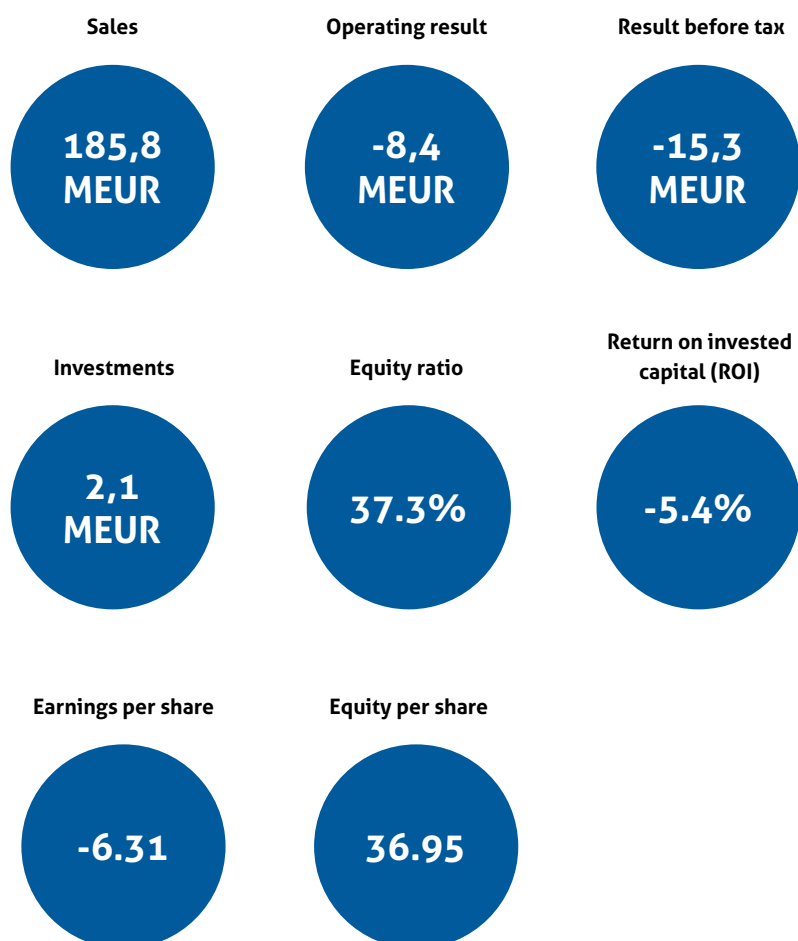 Sales
185,8
MEUR
Operating result
-8,4
MEUR
Result before tax
-15,3
MEUR
Investments
2,1
MEUR
Equity ratio
37.3%
Return on invested
capital (ROI)
-5.4%
Earnings per share
-6.31
Equity per share
36.95